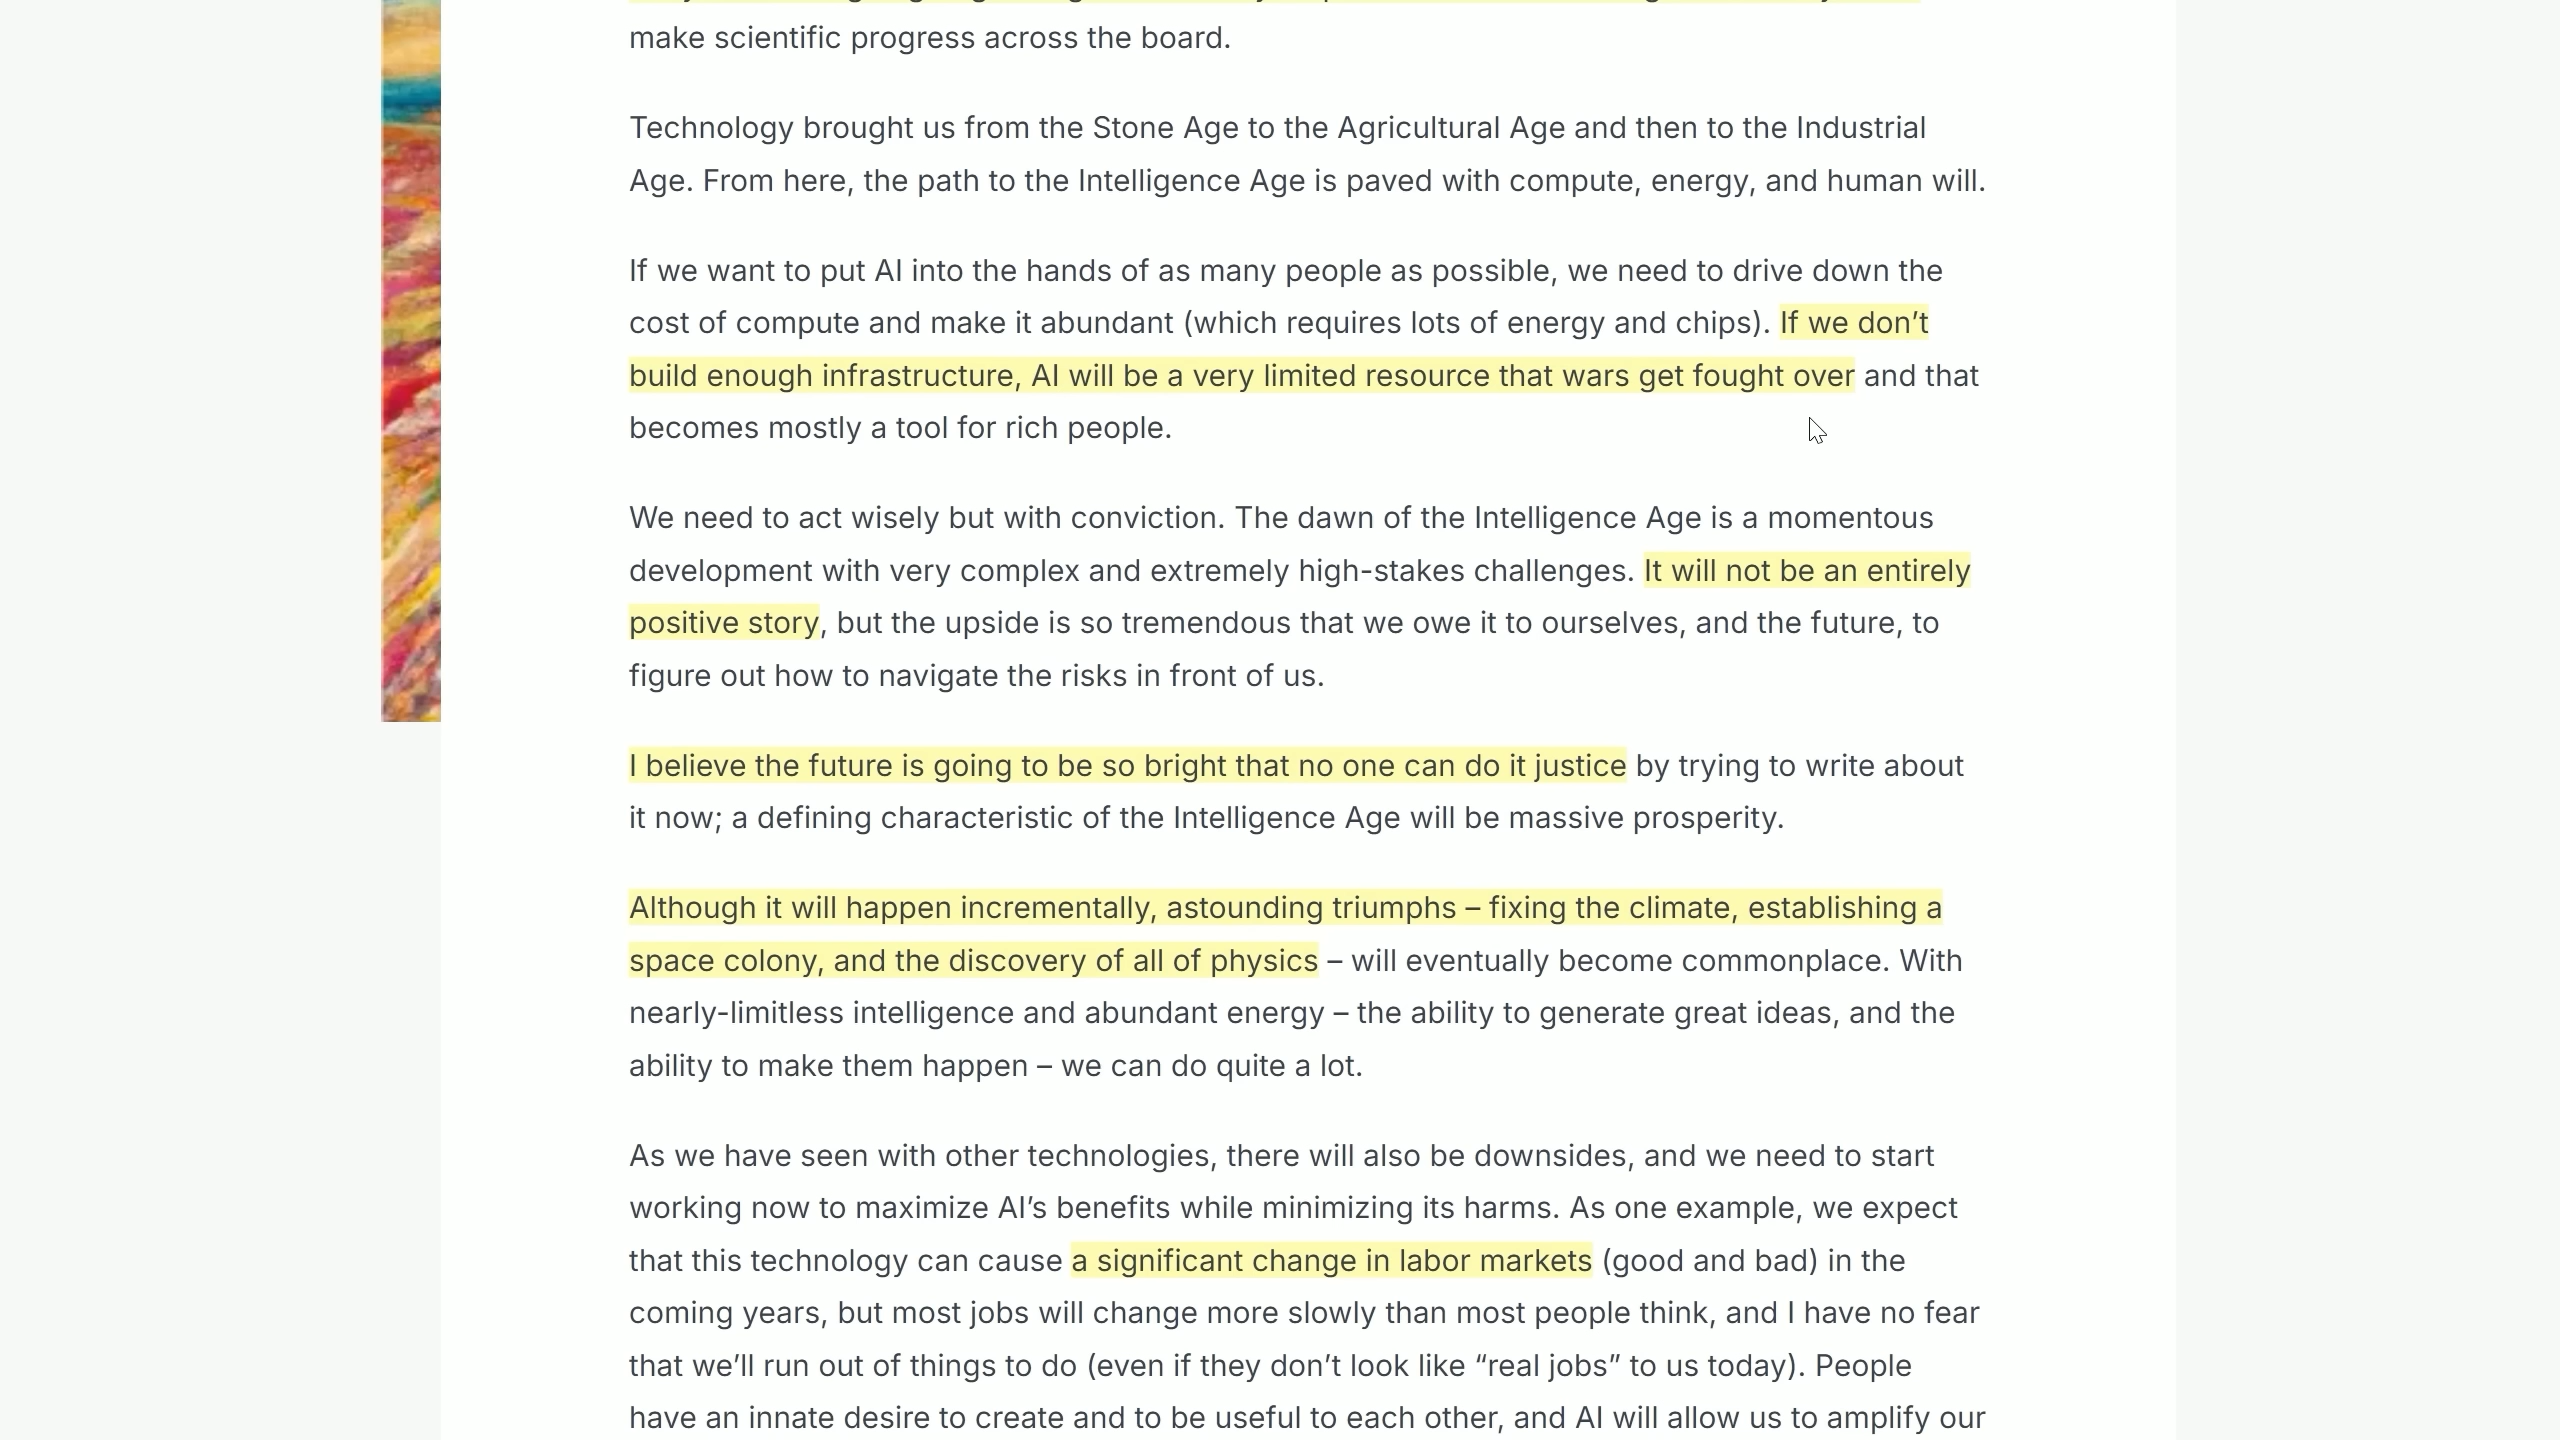 make scientific progress across the board.
Technology brought us from the Stone Age to the Agricultural Age and then to the Industrial
Age. From here, the path to the Intelligence Age is paved with compute, energy, and human will.
If we want to put AI into the hands of as many people as possible, we need to drive down the
cost of compute and make it abundant (which requires lots of energy and chips). If we don’t
build enough infrastructure, AI will be a very limited resource that wars get fought over and that
becomes mostly a tool for rich people.
We need to act wisely but with conviction. The dawn of the Intelligence Age is a momentous
development with very complex and extremely high-stakes challenges. It will not be an entirely
positive story, but the upside is so tremendous that we owe it to ourselves, and the future, to
figure out how to navigate the risks in front of us.
I believe the future is going to be so bright that no one can do it justice by trying to write about
it now; a defining characteristic of the Intelligence Age will be massive prosperity.
Although it will happen incrementally, astounding triumphs – fixing the climate, establishing a
space colony, and the discovery of all of physics – will eventually become commonplace. With
nearly-limitless intelligence and abundant energy – the ability to generate great ideas, and the
ability to make them happen – we can do quite a lot.
As we have seen with other technologies, there will also be downsides, and we need to start
working now to maximize AI’s benefits while minimizing its harms. As one example, we expect
that this technology can cause a significant change in labor markets (good and bad) in the
coming years, but most jobs will change more slowly than most people think, and I have no fear
that we’ll run out of things to do (even if they don’t look like “real jobs” to us today). People
have an innate desire to create and to be useful to each other, and AI will allow us to amplify our